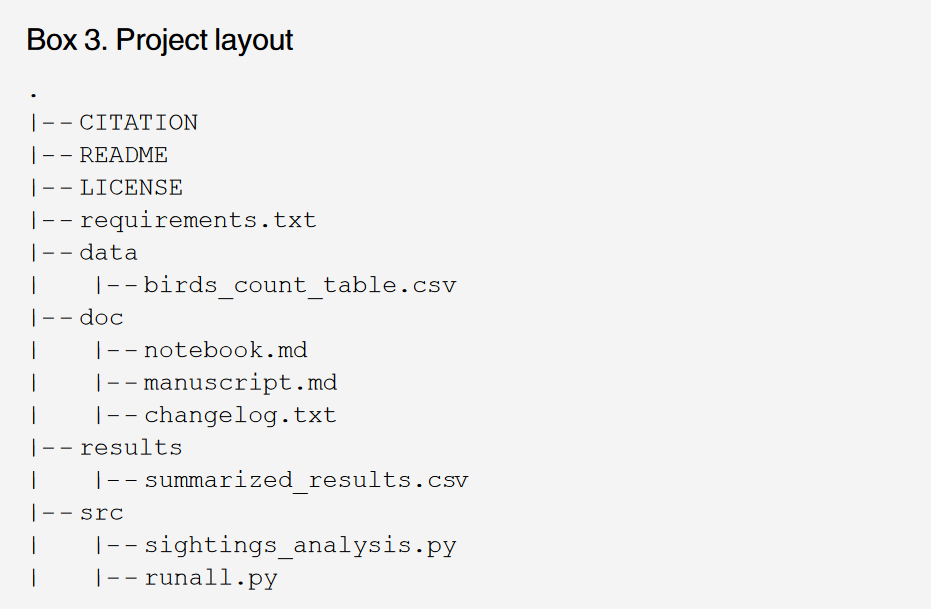 Box 3. Project layout
.
|-- CITATION
|-- README
|-- LICENSE
|-- requirements.txt
|-- data
|   |-- birds_count_table.csv
|-- doc
|   |-- notebook.md
|   |-- manuscript.md
|   |-- changelog.txt
|-- results
|   |-- summarized_results.csv
|-- src
|   |-- sightings_analysis.py
|   |-- runall.py